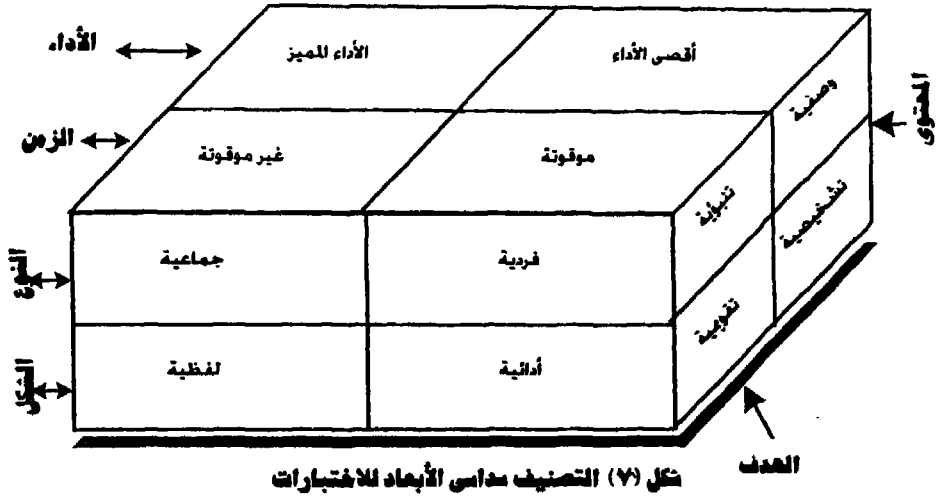 الأداء
الأداء المميز
أقصى الأداء
وصفية
المحتوى
الزمن
غير موقوتة
موقوتة
تنبؤية
تشخيصية
النوع
جماعية
فردية
تقويمية
الشكل
لفظية
أدائية
الهدف
شكل (٧) التصنيف سداسى الأبعاد للاختبارات